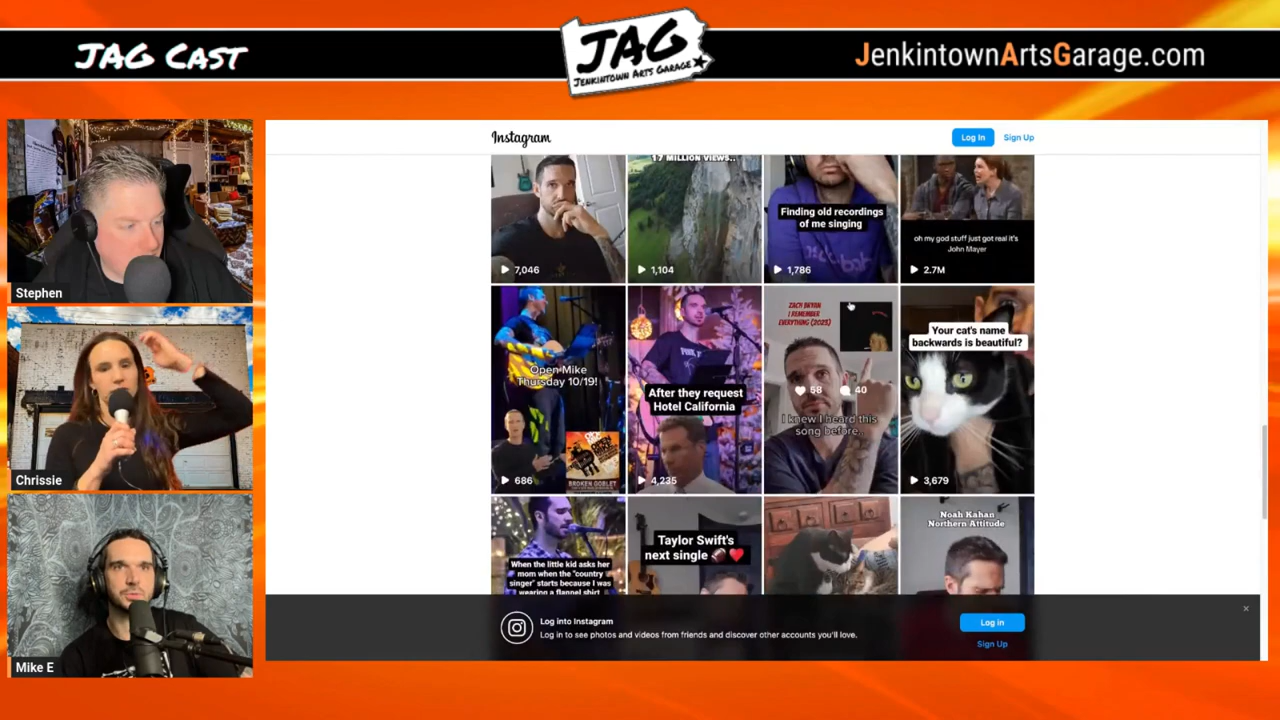 JAG CAST
JAG
JENKINTOWN ARTS GARAGE
JenkintownArtsGarage.com
Stephen
Chrissie
Mike E
Instagram
Log In
Sign Up
7,046
17 MILLION VIEWS..
1,104
Finding old recordings
of me singing
1,786
oh my god stuff just got real it's
John Mayer
2.7M
Open Mike
Thursday 10/19!
BROKEN GOBLET
686
After they request
Hotel California
4,235
ZACH BRYAN
I REMEMBER
EVERYTHING (2023)
58
40
I knew I heard this
song before..
Your cat's name
backwards is beautiful?
3,679
When the little kid asks her
mom when the "country
singer" starts because I was
wearing a flannel shirt
Taylor Swift's
next single 🏈❤️
Noah Kahan
Northern Attitude
Log into Instagram
Log in to see photos and videos from friends and discover other accounts you'll love.
Log in
Sign Up